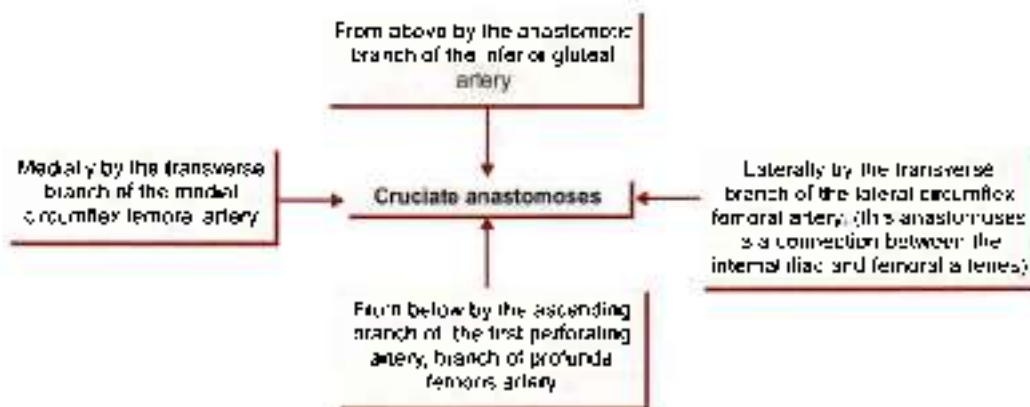 From above by the anastomotic
branch of the inferior gluteal
artery
Medially by the transverse
branch of the medial
circumflex femoral artery
Cruciate anastomoses
Laterally by the transverse
branch of the lateral circumflex
femoral artery, (this anastomoses
is a connection between the
internal iliac and femoral arteries)
From below by the ascending
branch of the first perforating
artery, branch of profunda
femoris artery